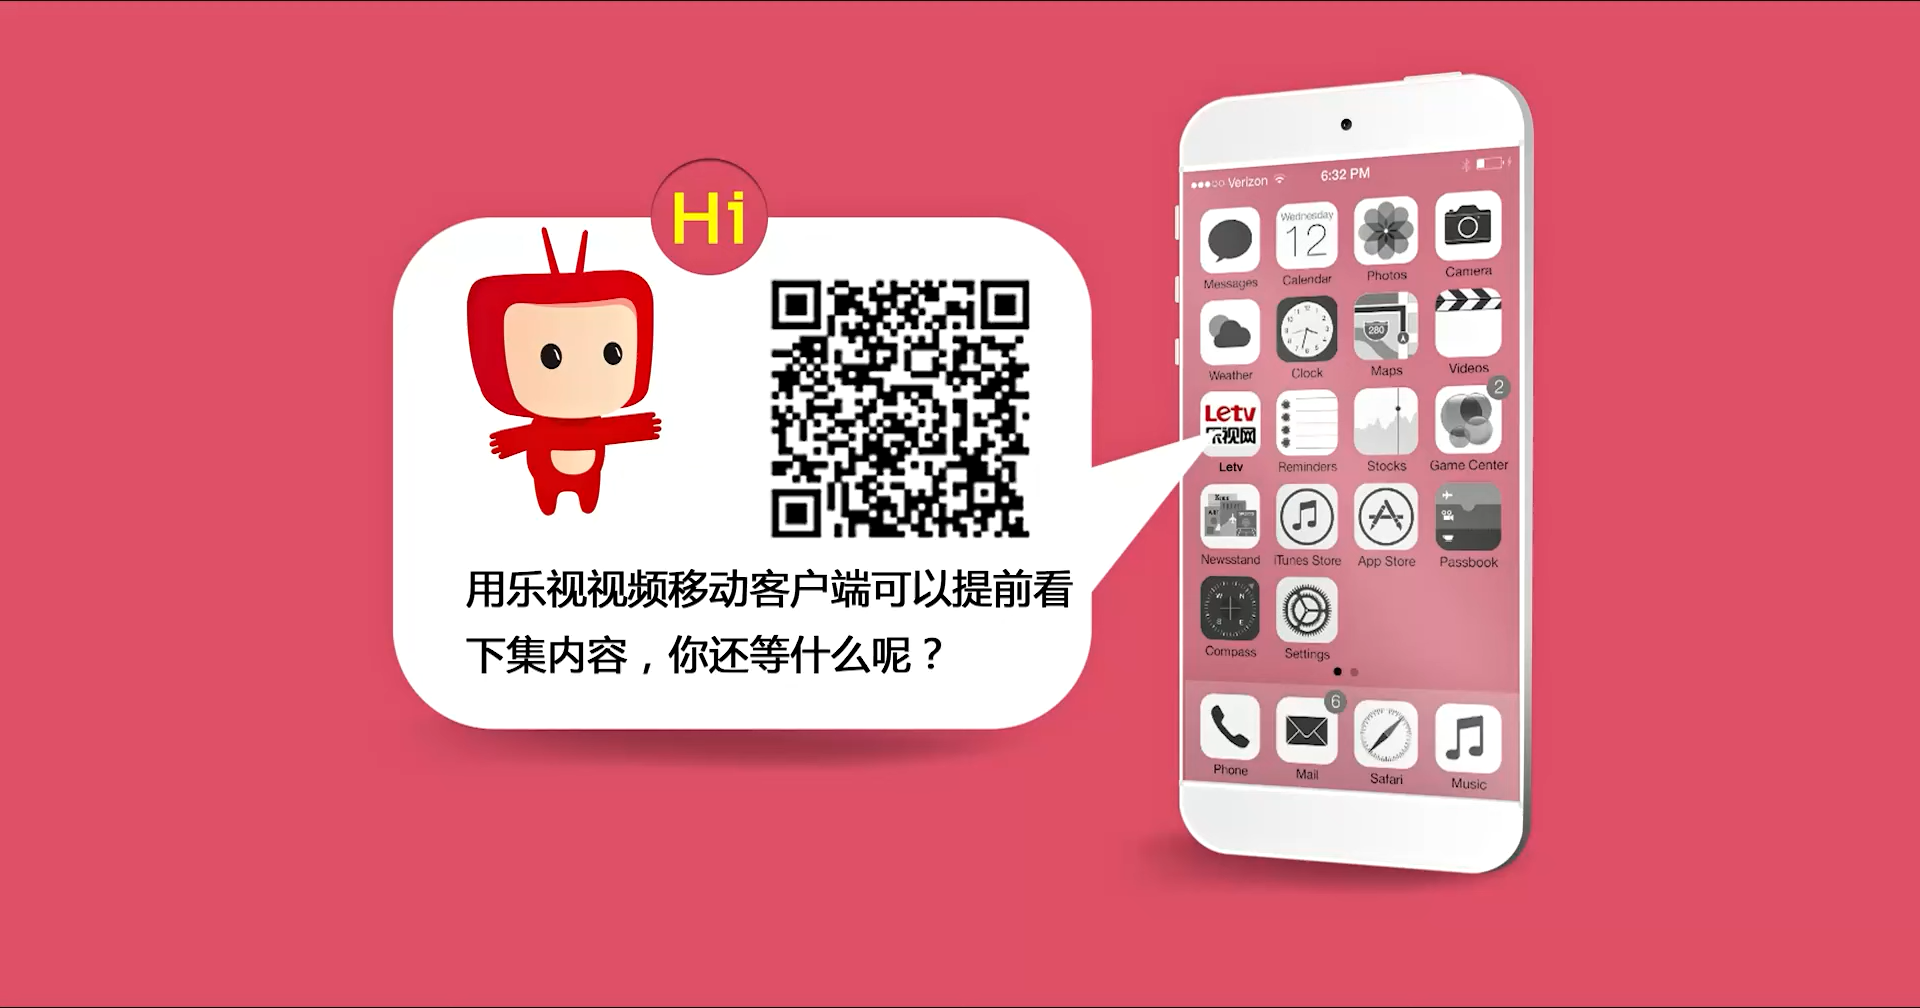 Hi
用乐视视频移动客户端可以提前看
下集内容，你还等什么呢？
Verizon
6:32 PM
Messages
Wednesday
12
Calendar
Photos
Camera
Weather
Clock
280
Maps
Videos
Letv
乐视网
Letv
Reminders
Stocks
2
Game Center
Newsstand
iTunes Store
App Store
Passbook
Compass
Settings
Phone
6
Mail
Safari
Music